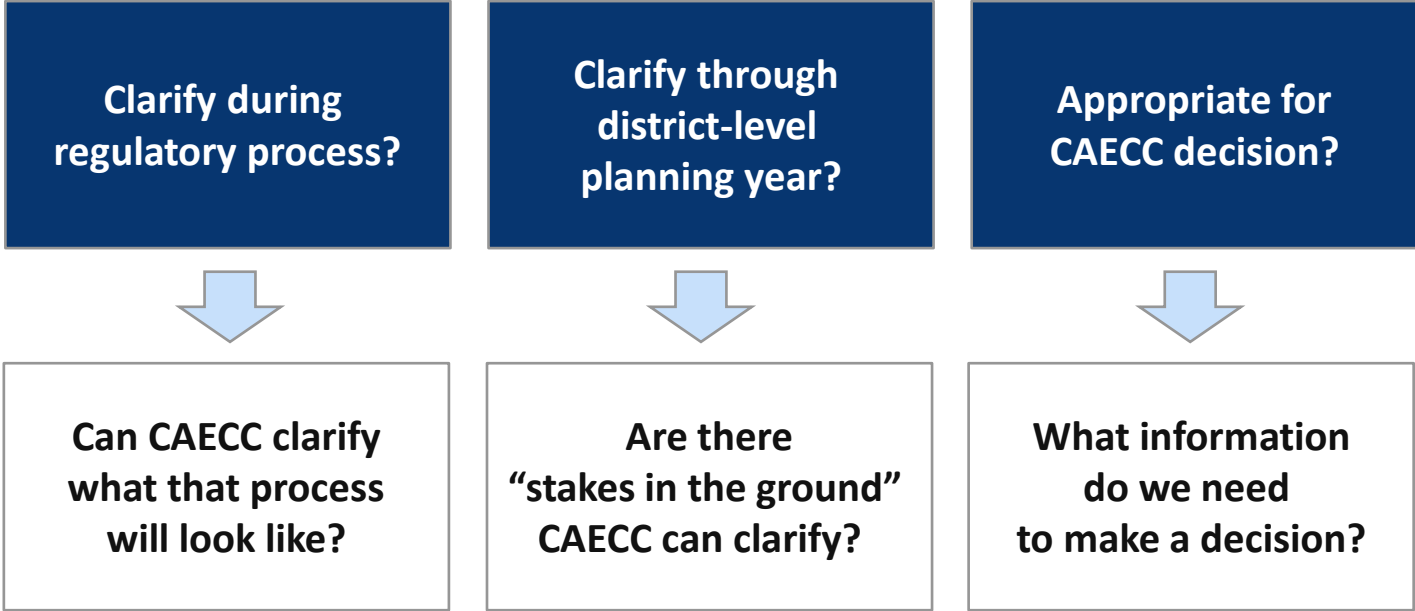 Clarify during
regulatory process?
Clarify through
district-level
planning year?
Appropriate for
CAECC decision?
Can CAECC clarify
what that process
will look like?
Are there
“stakes in the ground”
CAECC can clarify?
What information
do we need
to make a decision?